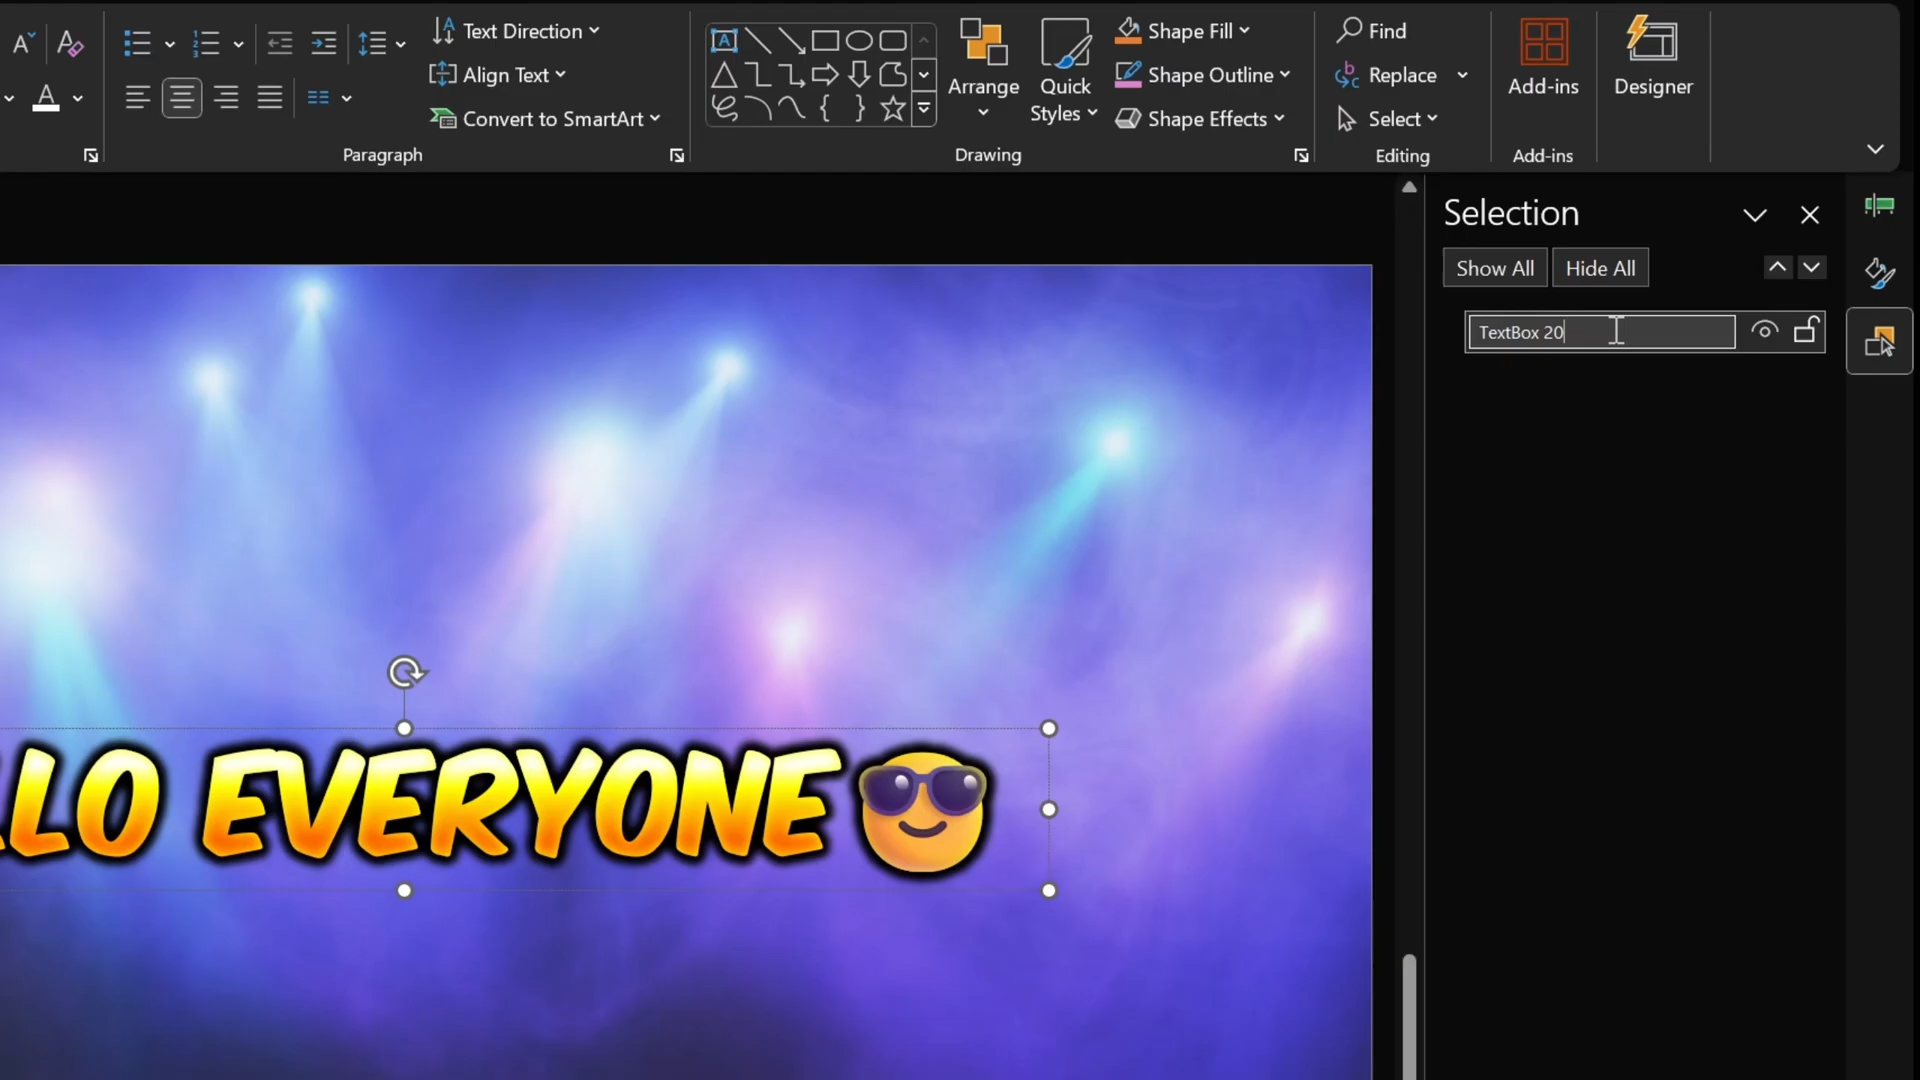 Text Direction
Align Text
Convert to SmartArt
Paragraph
Arrange
Quick
Styles
Shape Fill
Shape Outline
Shape Effects
Drawing
Find
Replace
Select
Editing
Add-ins
Add-ins
Designer
Selection
Show All
Hide All
TextBox 20
LLO EVERYONE